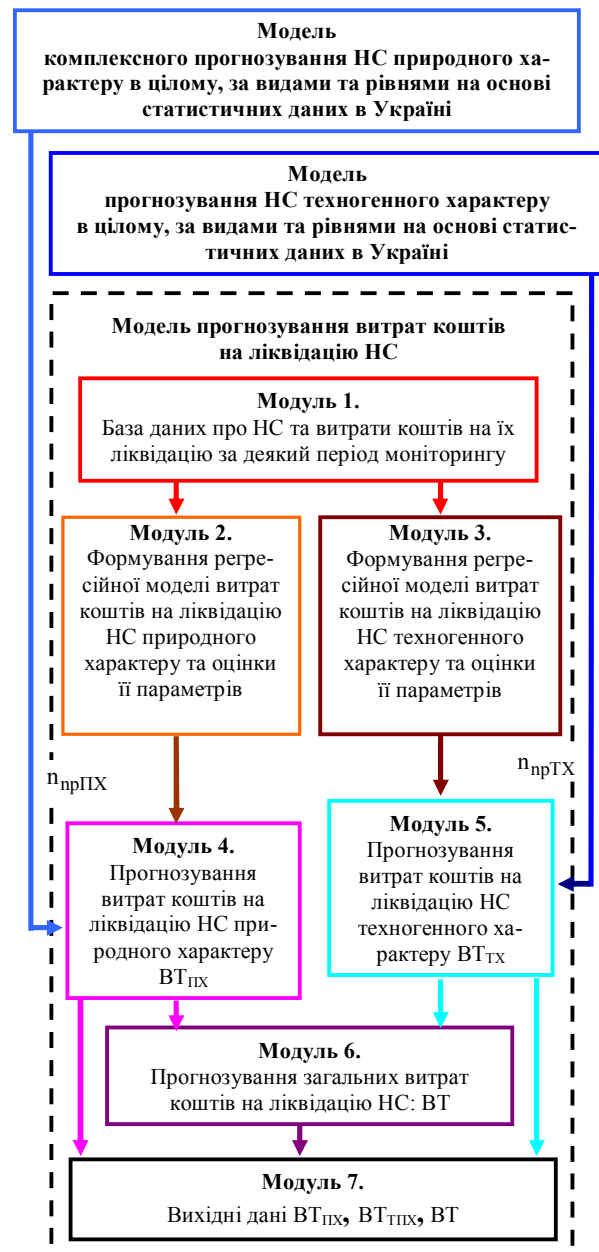 Модель
комплексного прогнозування НС природного ха-
рактеру в цілому, за видами та рівнями на основі
статистичних даних в Україні
Модель
прогнозування НС техногенного характеру
в цілому, за видами та рівнями на основі статис-
тичних даних в Україні
Модель прогнозування витрат коштів
на ліквідацію НС
Модуль 1.
База даних про НС та витрати коштів на їх
ліквідацію за деякий період моніторингу
Модуль 2.
Формування регре-
сійної моделі витрат
коштів на ліквідацію
НС природного
характеру та оцінки
її параметрів
Модуль 3.
Формування регре-
сійної моделі витрат
коштів на ліквідацію
НС техногенного
характеру та оцінки
її параметрів
nпрПХ
nпрТХ
Модуль 4.
Прогнозування
витрат коштів на
ліквідацію НС при-
родного характеру
ВТПХ
Модуль 5.
Прогнозування
витрат коштів на
ліквідацію НС
техногенного ха-
рактеру ВТТХ
Модуль 6.
Прогнозування загальних витрат
коштів на ліквідацію НС: ВТ
Модуль 7.
Вихідні дані ВТПХ, ВТТПХ, ВТ